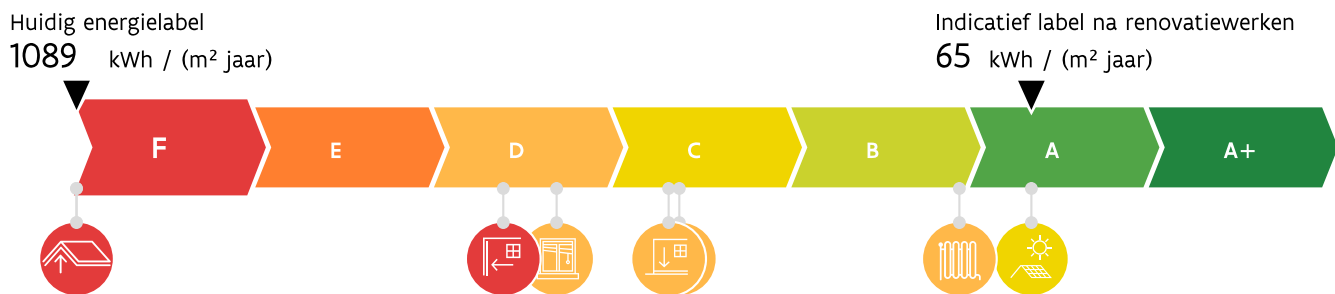 Huidig energielabel
1089 kWh / (m² jaar)
Indicatief label na renovatiewerken
65 kWh / (m² jaar)
F E D C B A A+